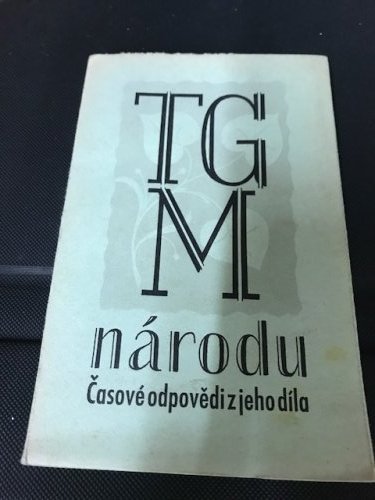 TG
M
národu
Časové odpovědi z jeho díla